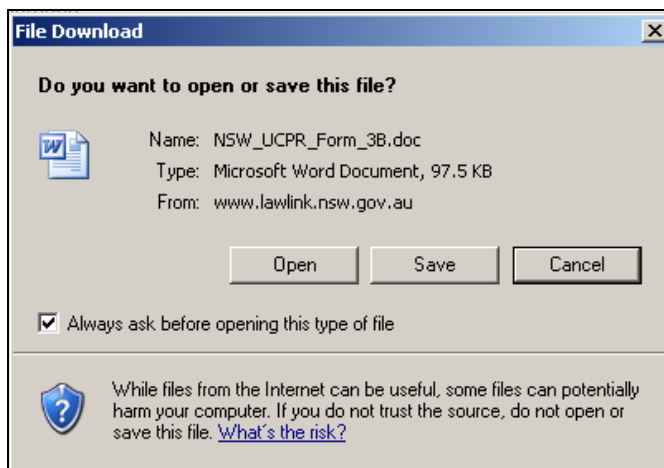 File Download
Do you want to open or save this file?
Name: NSW_UCPR_Form_3B.doc
Type: Microsoft Word Document, 97.5 KB
From: www.lawlink.nsw.gov.au
Open Save Cancel
Always ask before opening this type of file
While files from the Internet can be useful, some files can potentially
harm your computer. If you do not trust the source, do not open or
save this file. What's the risk?